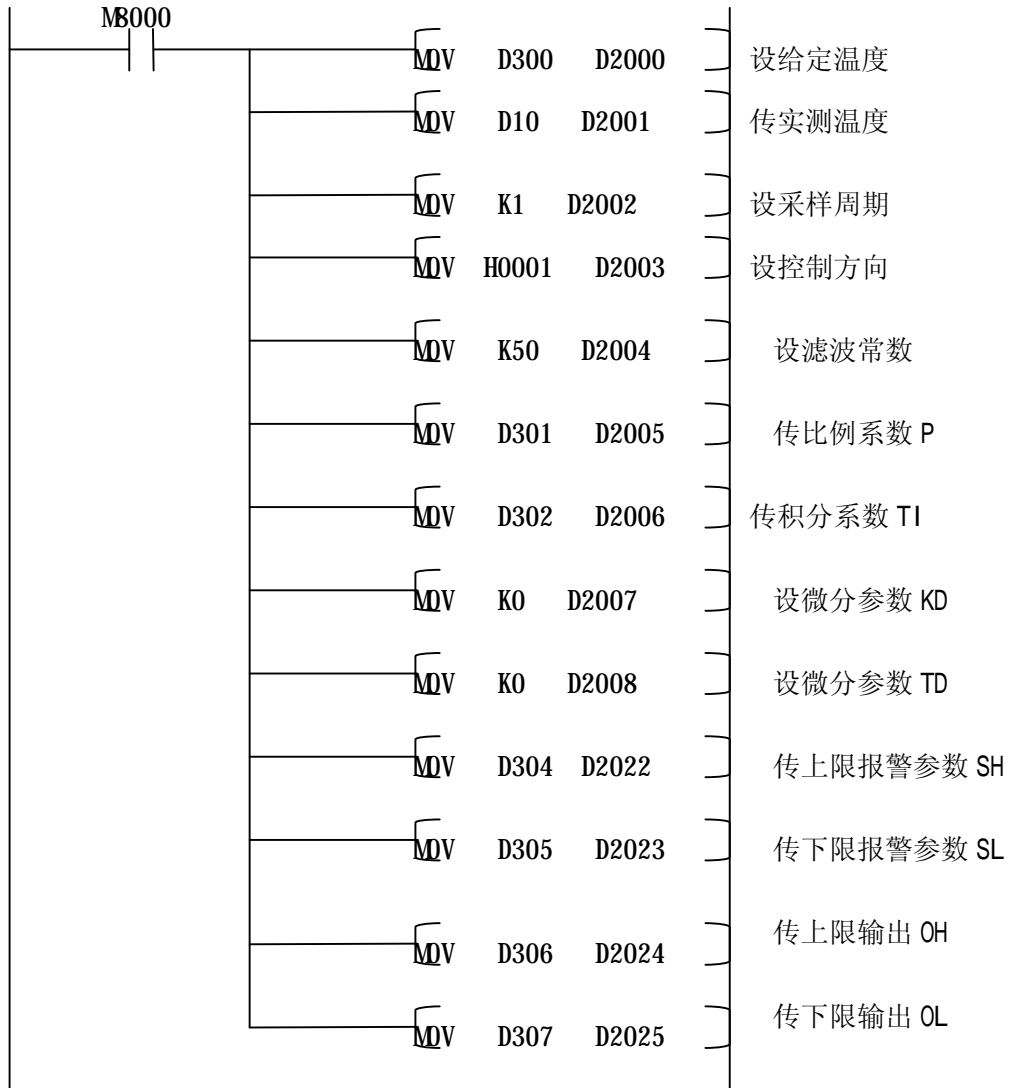 M8000
MOV D300 D2000 设给定温度
MOV D10 D2001 传实测温度
MOV K1 D2002 设采样周期
MOV H0001 D2003 设控制方向
MOV K50 D2004 设滤波常数
MOV D301 D2005 传比例系数 P
MOV D302 D2006 传积分系数 TI
MOV K0 D2007 设微分参数 KD
MOV K0 D2008 设微分参数 TD
MOV D304 D2022 传上限报警参数 SH
MOV D305 D2023 传下限报警参数 SL
MOV D306 D2024 传上限输出 OH
MOV D307 D2025 传下限输出 OL